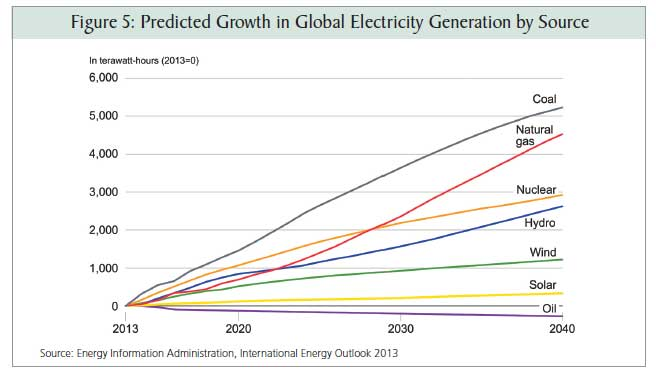 Figure 5: Predicted Growth in Global Electricity Generation by Source
In terawatt-hours (2013=0)
6,000
5,000
4,000
3,000
2,000
1,000
0
Coal
Natural
gas
Nuclear
Hydro
Wind
Solar
Oil
2013
2020
2030
2040
Source: Energy Information Administration, International Energy Outlook 2013